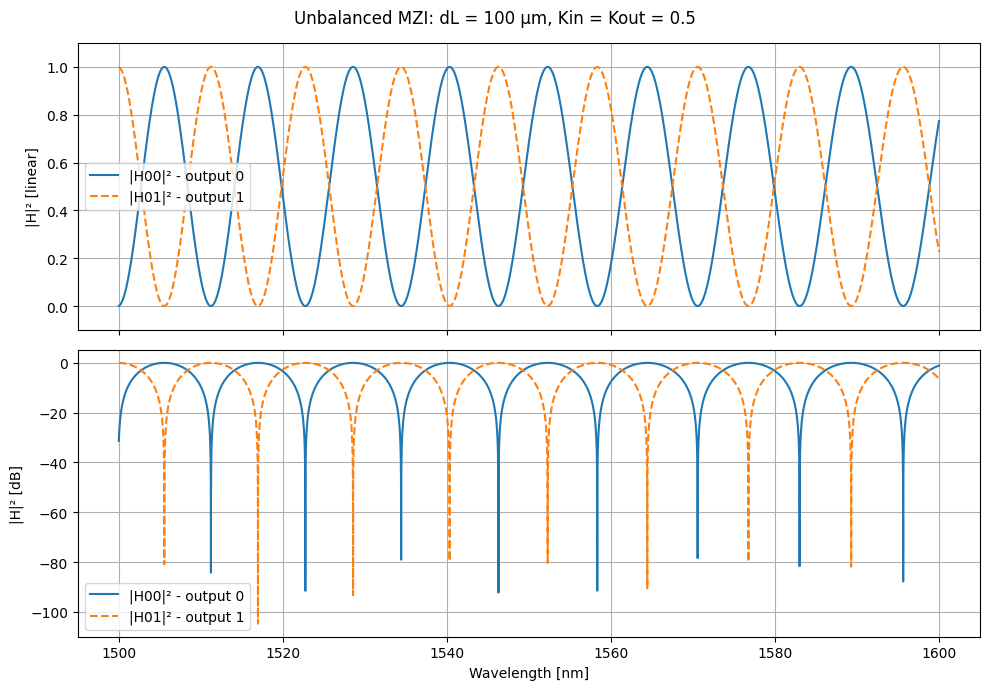 Unbalanced MZI: dL = 100 µm, Kin = Kout = 0.5
1.0
0.8
0.6
0.4
0.2
0.0
|H|² [linear]
|H00|² - output 0
|H01|² - output 1
0
−20
−40
−60
−80
−100
|H|² [dB]
|H00|² - output 0
|H01|² - output 1
1500 1520 1540 1560 1580 1600
Wavelength [nm]